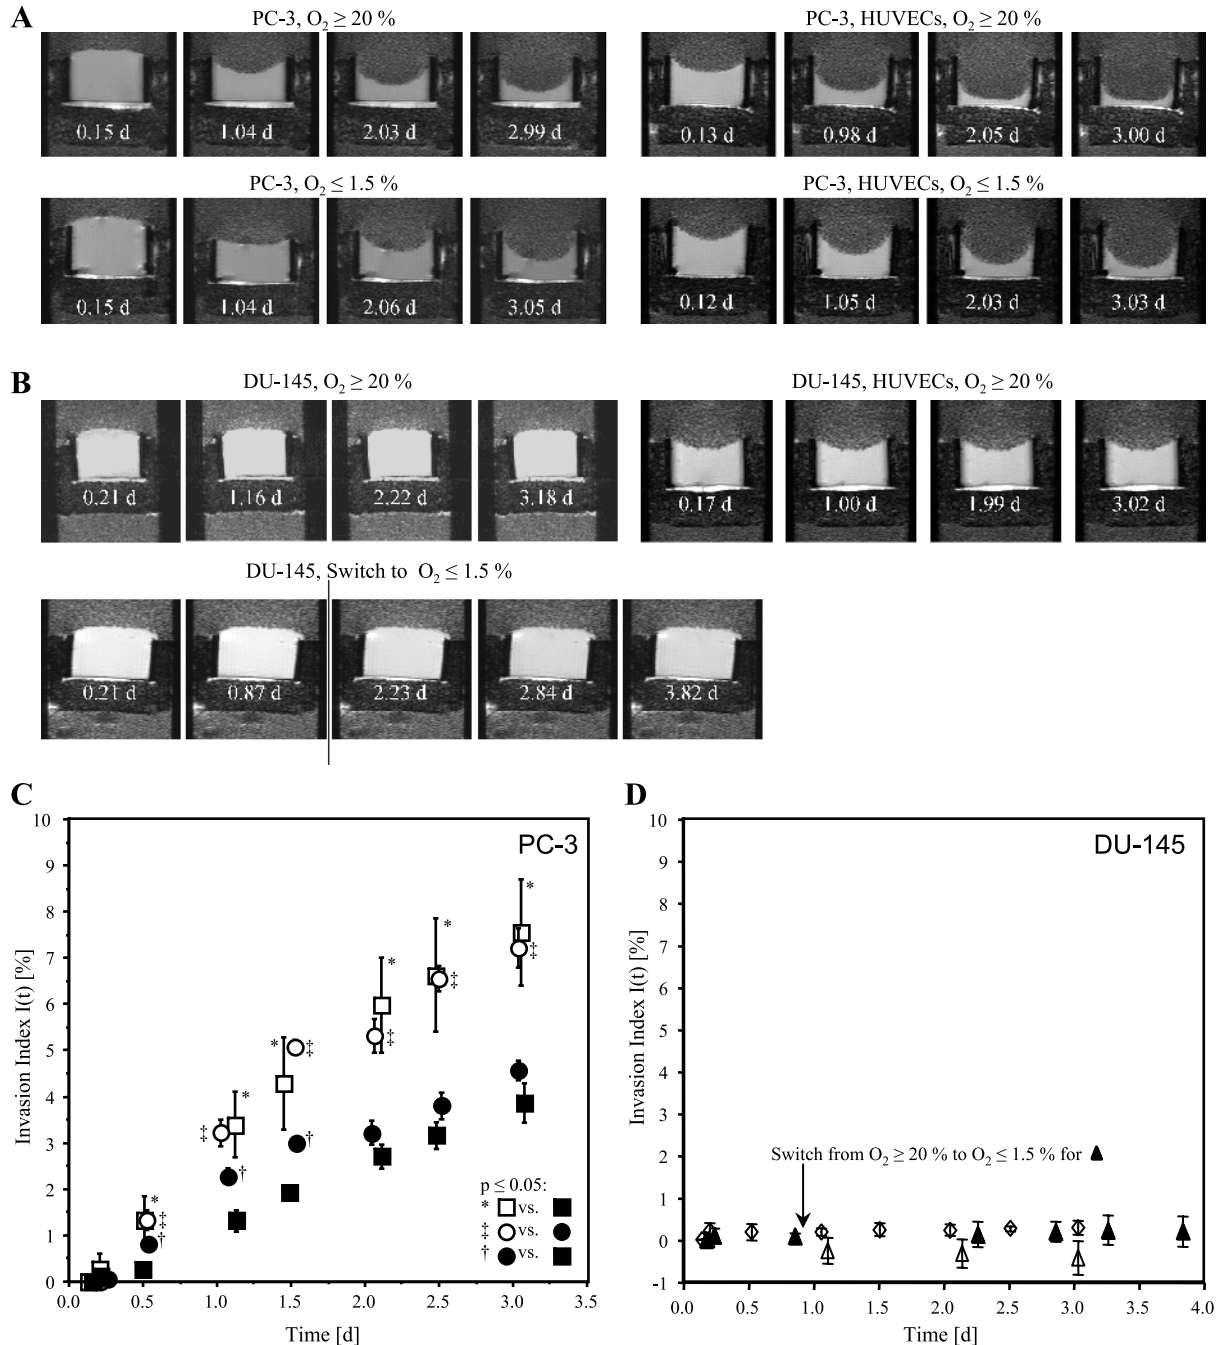 A
PC-3, O₂ ≥ 20 %
PC-3, HUVECs, O₂ ≥ 20 %
0.15 d
1.04 d
2.03 d
2.99 d
0.13 d
0.98 d
2.05 d
3.00 d
PC-3, O₂ ≤ 1.5 %
PC-3, HUVECs, O₂ ≤ 1.5 %
0.15 d
1.04 d
2.06 d
3.05 d
0.12 d
1.05 d
2.03 d
3.03 d
B
DU-145, O₂ ≥ 20 %
DU-145, HUVECs, O₂ ≥ 20 %
0.21 d
1.16 d
2.22 d
3.18 d
0.17 d
1.00 d
1.99 d
3.02 d
DU-145, Switch to O₂ ≤ 1.5 %
0.21 d
0.87 d
2.23 d
2.84 d
3.82 d
C
PC-3
Invasion Index I(t) [%]
10
9
8
7
6
5
4
3
2
1
0
* * * * * *
‡ ‡ ‡ ‡ ‡ ‡
† † †
p ≤ 0.05:
* vs.
‡ vs.
† vs.
0.0 0.5 1.0 1.5 2.0 2.5 3.0 3.5
Time [d]
D
DU-145
Invasion Index I(t) [%]
10
9
8
7
6
5
4
3
2
1
0
-1
Switch from O₂ ≥ 20 % to O₂ ≤ 1.5 % for
0.0 0.5 1.0 1.5 2.0 2.5 3.0 3.5 4.0
Time [d]